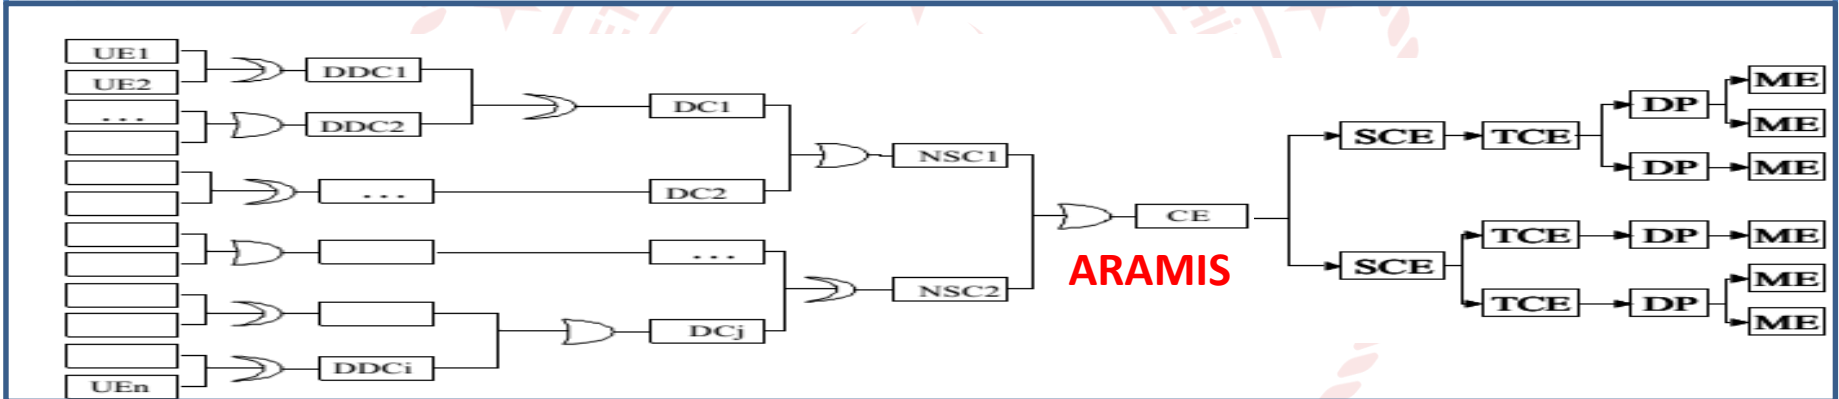 UE1
UE2
...
UEn
DDC1
DDC2
...
DDCi
DC1
DC2
...
DCj
NSC1
NSC2
CE
ARAMIS
SCE
SCE
TCE
TCE
TCE
DP
DP
DP
DP
ME
ME
ME
ME
ME
ME